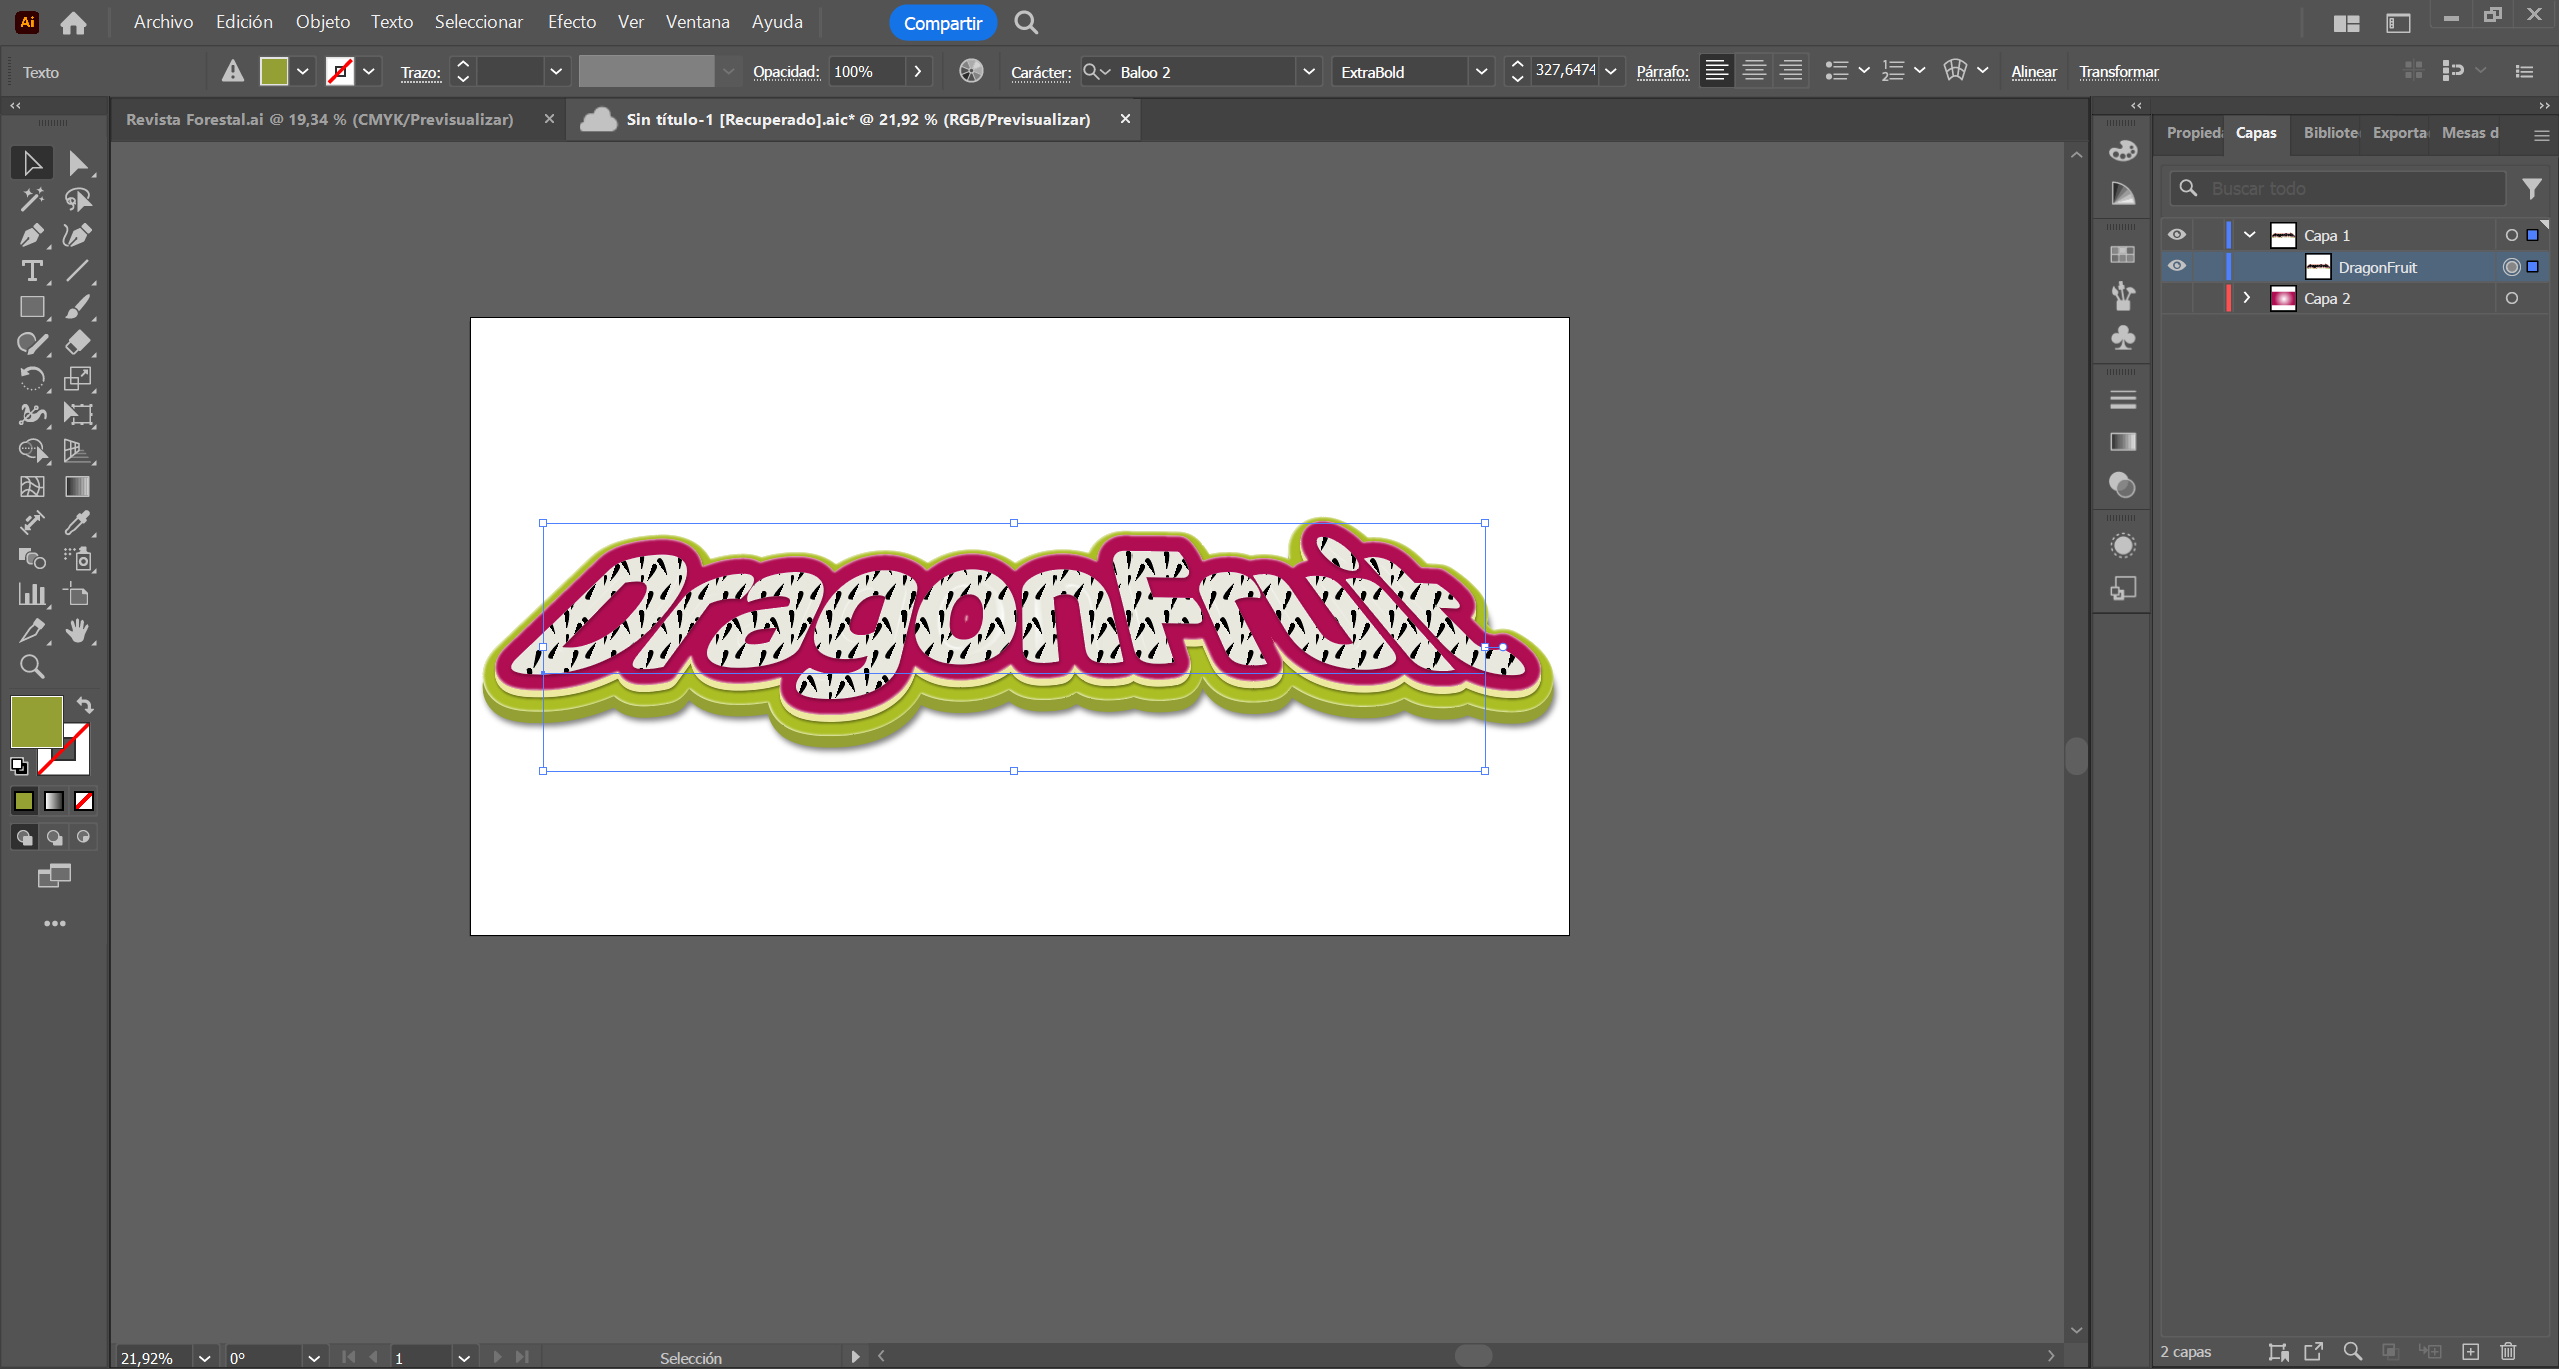 Ai Archivo Edición Objeto Texto Seleccionar Efecto Ver Ventana Ayuda Compartir
Texto Trazo: Opacidad: 100% Carácter: Baloo 2 ExtraBold 327,6474 Párrafo: Alinear Transformar
Revista Forestal.ai @ 19,34 % (CMYK/Previsualizar) Sin título-1 [Recuperado].aic* @ 21,92 % (RGB/Previsualizar)
Propied Capas Bibliote Exporta Mesas d
Buscar todo
Capa 1
DragonFruit
Capa 2
DragonFruit
21,92% 0° 1 Selección
2 capas